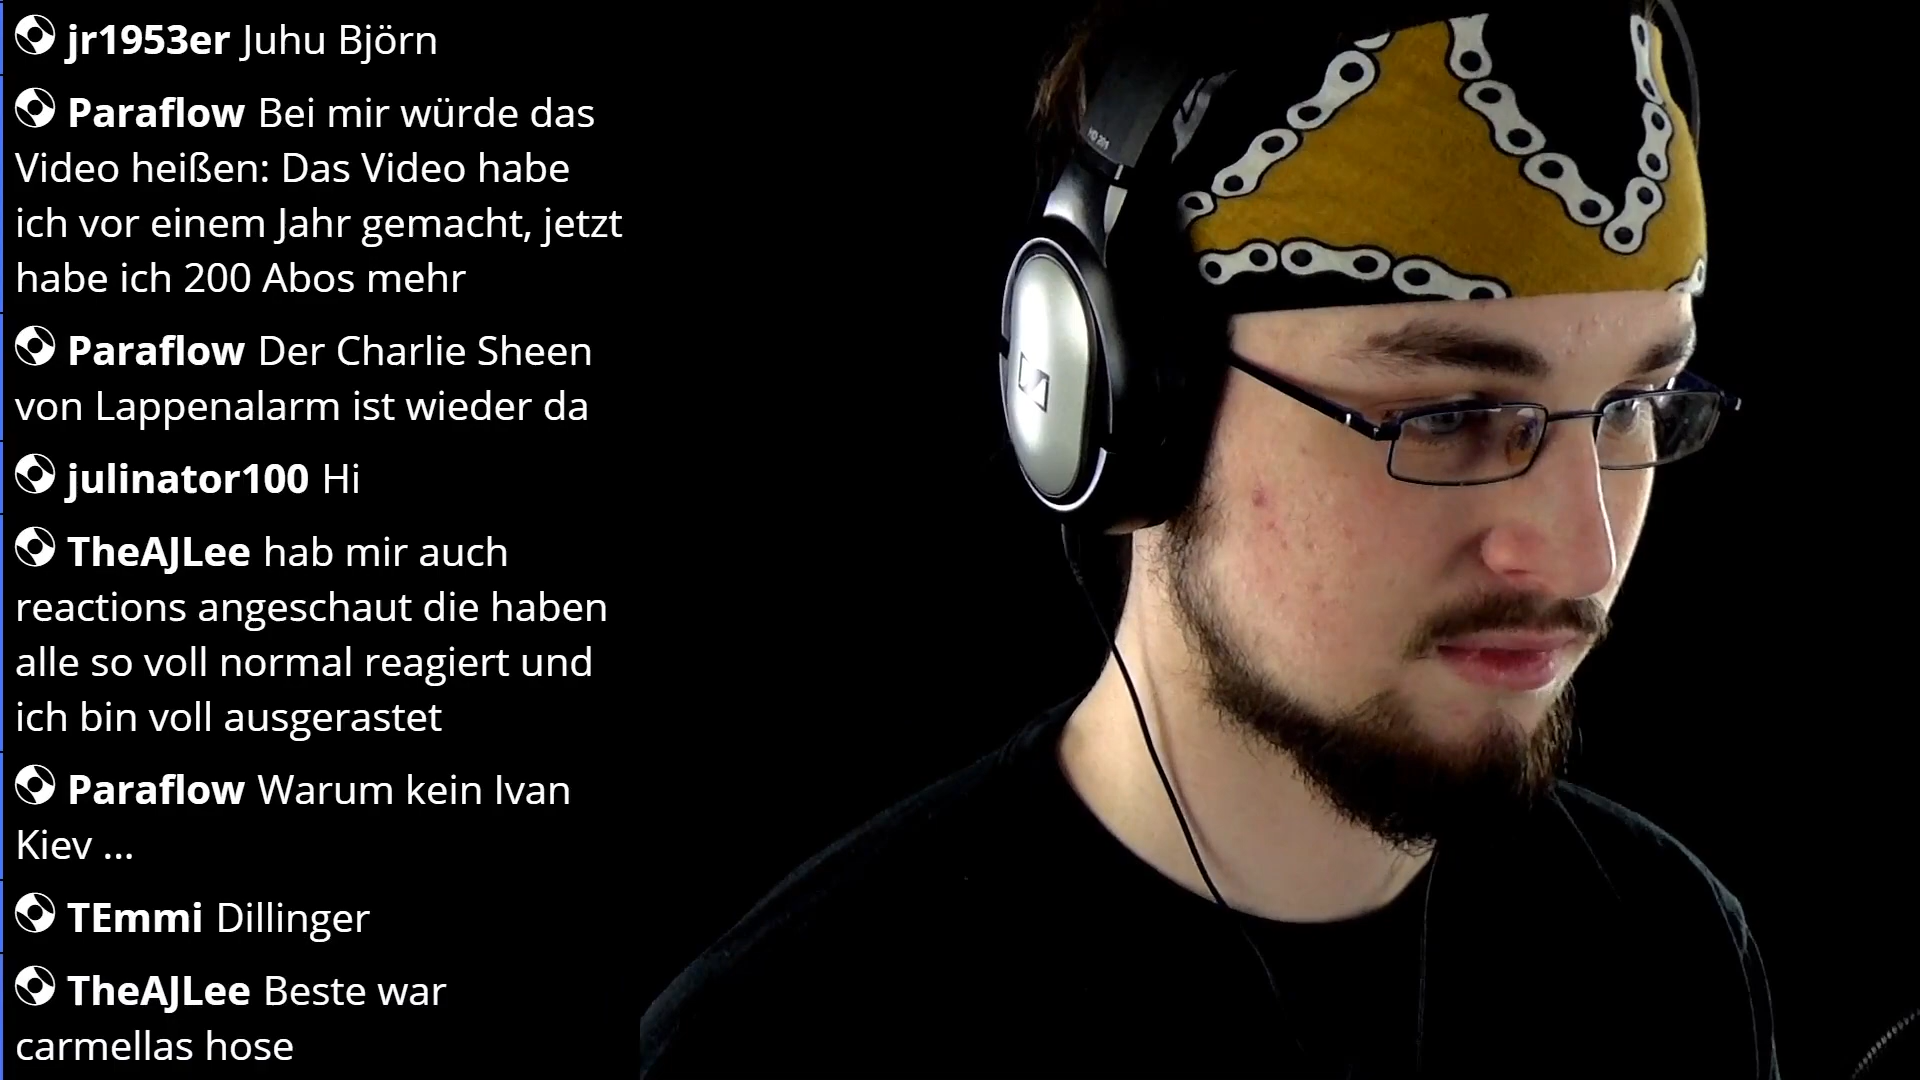 jr1953er Juhu Björn
Paraflow Bei mir würde das
Video heißen: Das Video habe
ich vor einem Jahr gemacht, jetzt
habe ich 200 Abos mehr
Paraflow Der Charlie Sheen
von Lappenalarm ist wieder da
julinator100 Hi
TheAJLee hab mir auch
reactions angeschaut die haben
alle so voll normal reagiert und
ich bin voll ausgerastet
Paraflow Warum kein Ivan
Kiev ...
TEmmi Dillinger
TheAJLee Beste war
carmellas hose